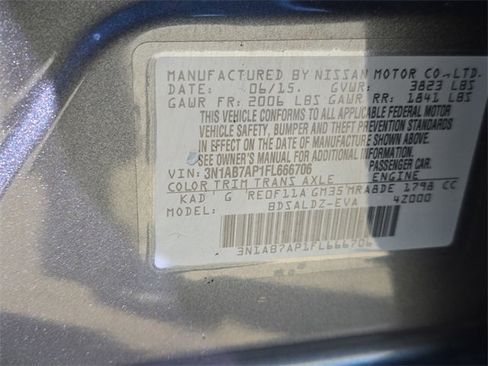 MANUFACTURED BY NISSAN MOTOR CO.,LTD.
DATE: 06/15. GVWR: 3823 LBS
GAWR FR: 2006 LBS GAWR RR: 1841 LBS
THIS VEHICLE CONFORMS TO ALL APPLICABLE FEDERAL MOTOR
VEHICLE SAFETY, BUMPER AND THEFT PREVENTION STANDARDS
IN EFFECT ON THE DATE OF MANUFACTURE SHOWN ABOVE.
SEE OWNER'S MANUAL FOR ADDITIONAL INFORMATION.
VIN: 3N1AB7AP1FL666706 PASSENGER CAR.
COLOR TRIM TRANS AXLE ENGINE
KAD G RE0F11A GM35 MRA8DE 1798 CC
BDSALDZ-EVA 42000
3N1AB7AP1FL666706